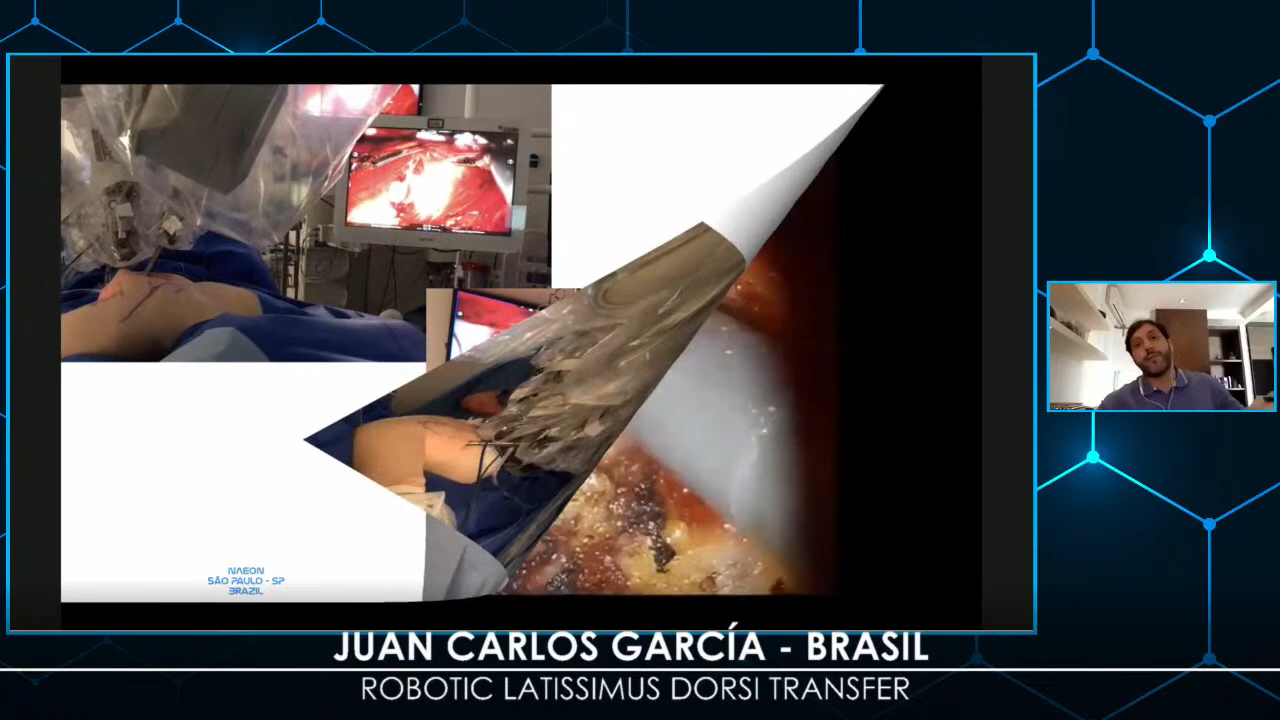 NAEON
SÃO PAULO - SP
BRAZIL
JUAN CARLOS GARCÍA - BRASIL
ROBOTIC LATISSIMUS DORSI TRANSFER